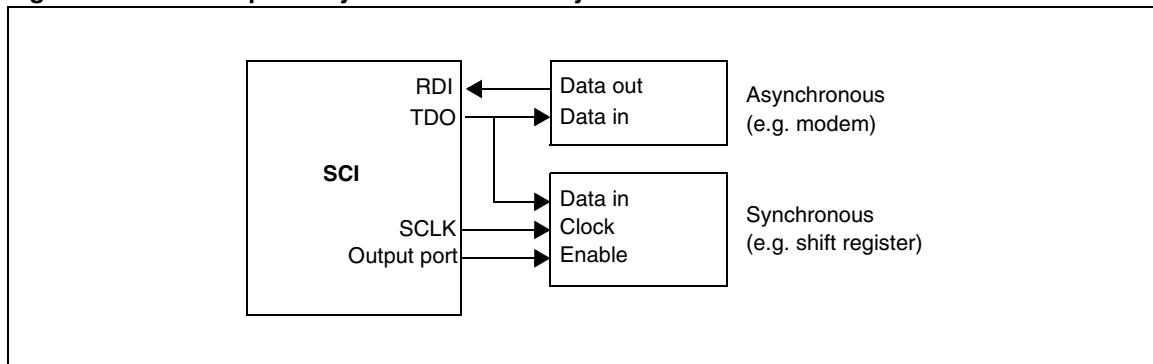 RDI
TDO
SCI
SCLK
Output port
Data out
Data in
Asynchronous
(e.g. modem)
Data in
Clock
Enable
Synchronous
(e.g. shift register)